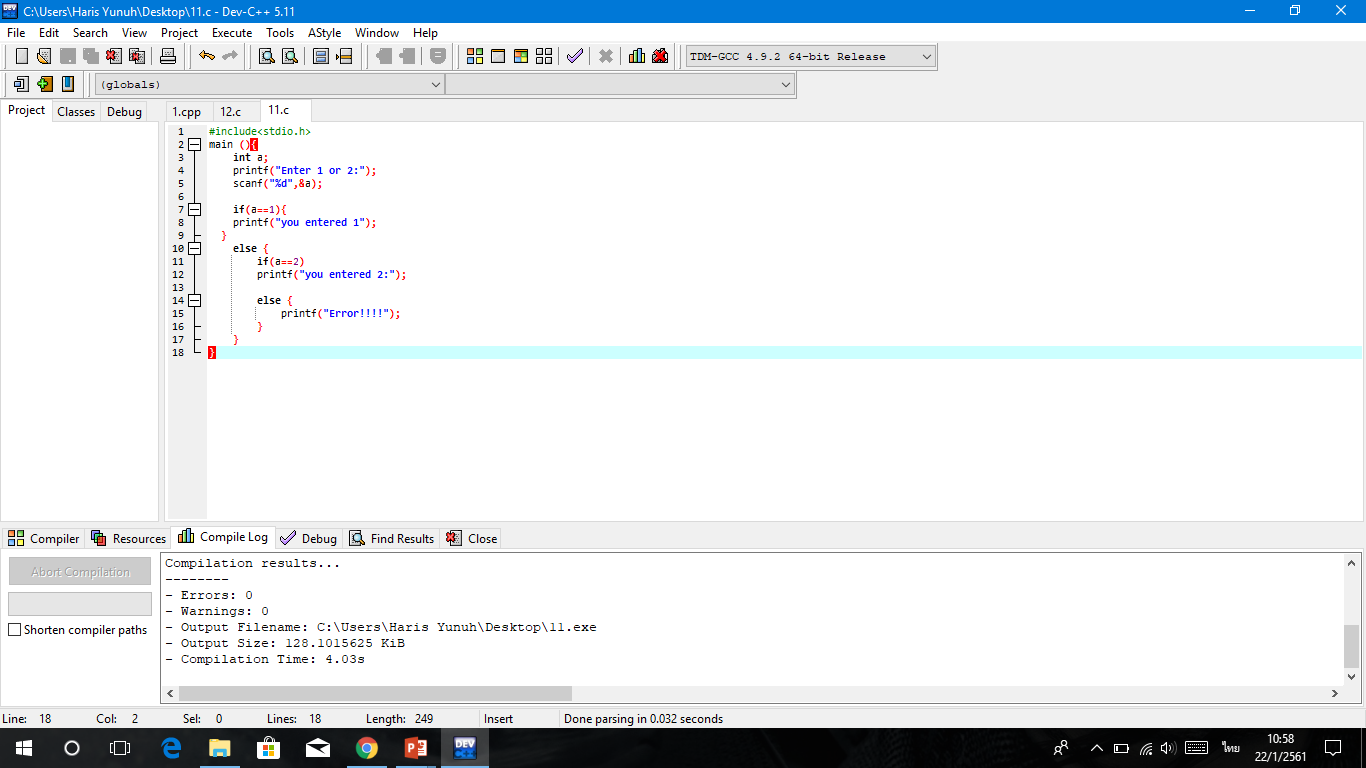 C:\Users\Haris Yunuh\Desktop\11.c - Dev-C++ 5.11
File Edit Search View Project Execute Tools AStyle Window Help
TDM-GCC 4.9.2 64-bit Release
(globals)
Project Classes Debug 1.cpp 12.c 11.c
1 #include<stdio.h>
2 main (){
3 int a;
4 printf("Enter 1 or 2:");
5 scanf("%d",&a);
6
7 if(a==1){
8 printf("you entered 1");
9 }
10 else {
11 if(a==2)
12 printf("you entered 2:");
13
14 else {
15 printf("Error!!!!");
16 }
17 }
18 }
Compiler Resources Compile Log Debug Find Results Close
Abort Compilation
Shorten compiler paths
Compilation results...
--------
- Errors: 0
- Warnings: 0
- Output Filename: C:\Users\Haris Yunuh\Desktop\11.exe
- Output Size: 128.1015625 KiB
- Compilation Time: 4.03s
Line: 18 Col: 2 Sel: 0 Lines: 18 Length: 249 Insert Done parsing in 0.032 seconds
DEV
ไทย
10:58
22/1/2561